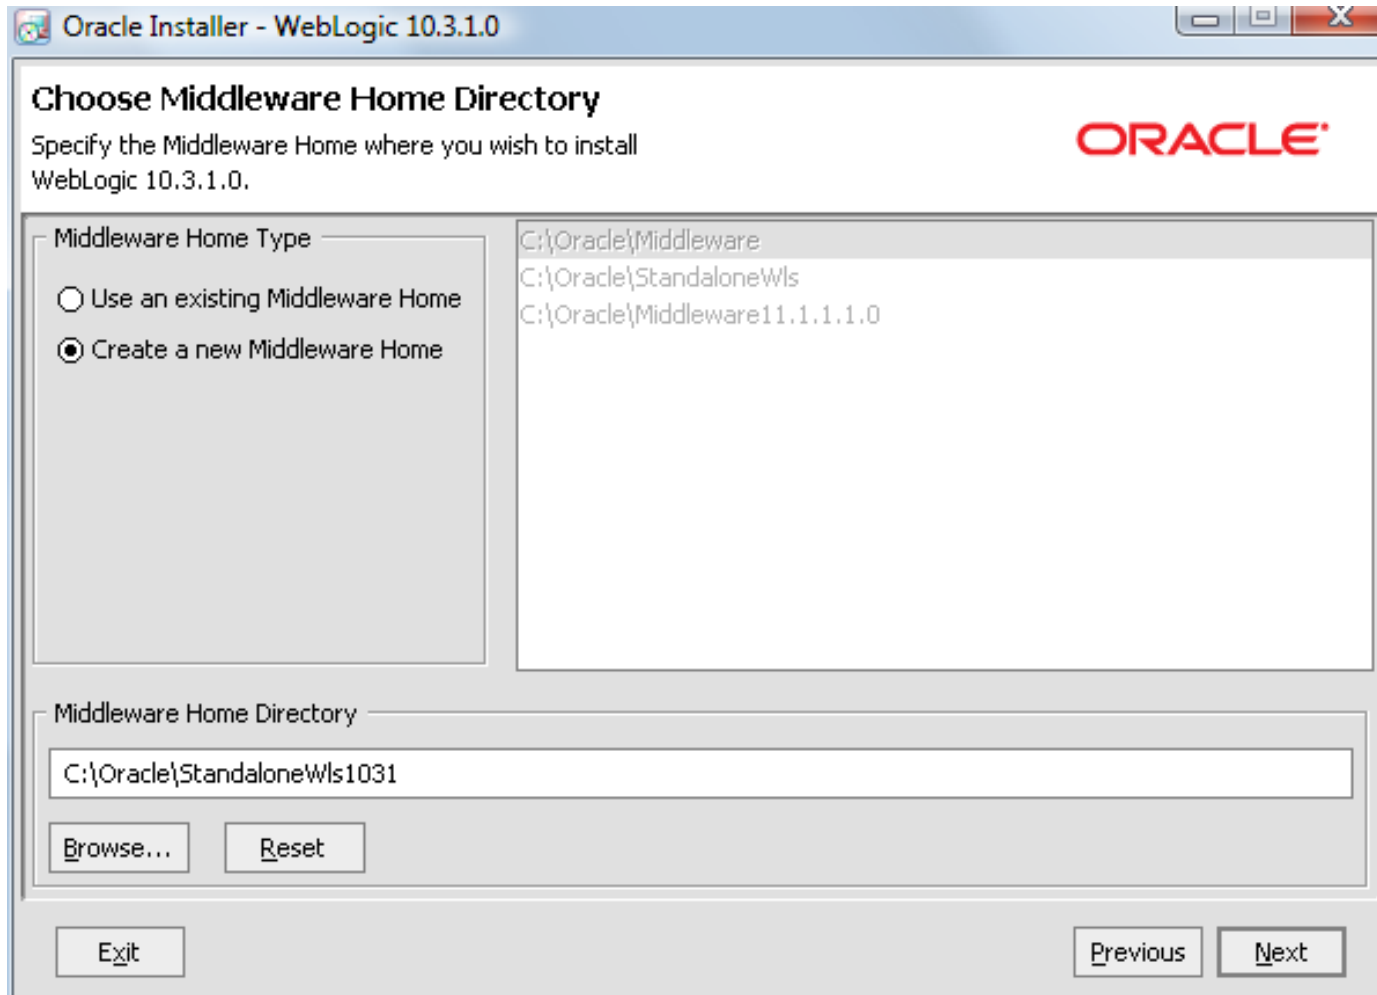 Oracle Installer - WebLogic 10.3.1.0
Choose Middleware Home Directory
Specify the Middleware Home where you wish to install
WebLogic 10.3.1.0.
ORACLE
Middleware Home Type
Use an existing Middleware Home
Create a new Middleware Home
C:\Oracle\Middleware
C:\Oracle\StandaloneWls
C:\Oracle\Middleware11.1.1.1.0
Middleware Home Directory
C:\Oracle\StandaloneWls1031
Browse...
Reset
Exit
Previous
Next